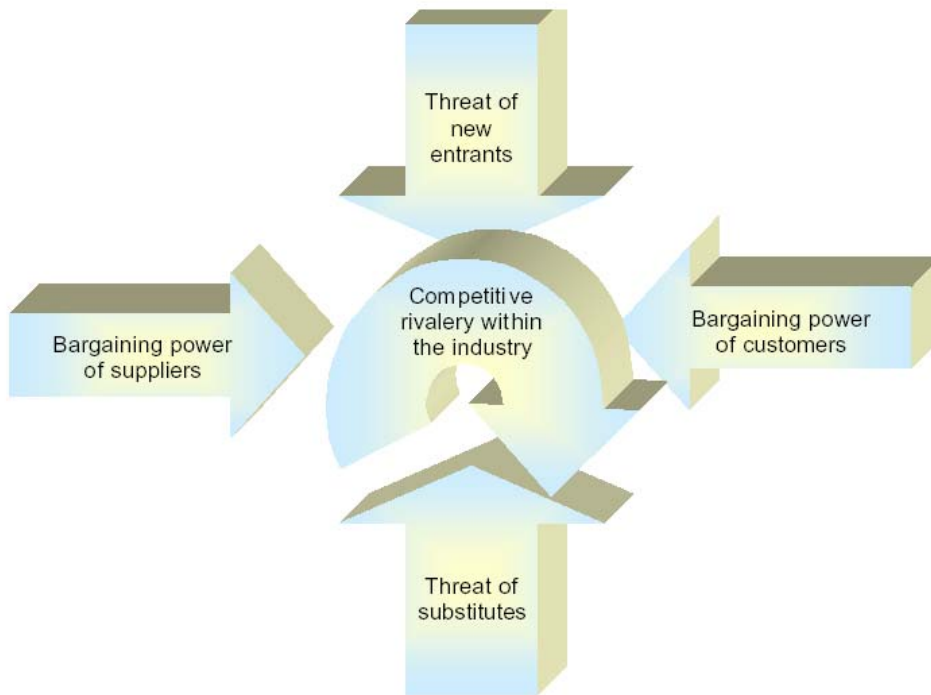 Threat of
new
entrants
Competitive
rivalery within
the industry
Bargaining power
of suppliers
Bargaining power
of customers
Threat of
substitutes